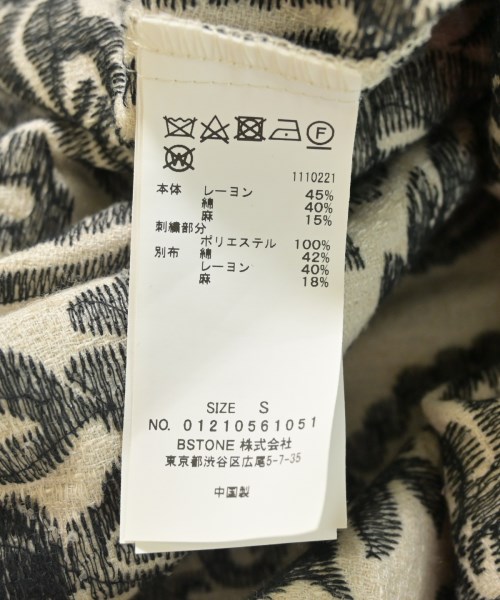 F
W
1110221
本体 レーヨン 45%
綿 40%
麻 15%
刺繍部分
ポリエステル 100%
別布 綿 42%
レーヨン 40%
麻 18%
SIZE S
NO. 01210561051
BSTONE 株式会社
東京都渋谷区広尾5-7-35
中国製